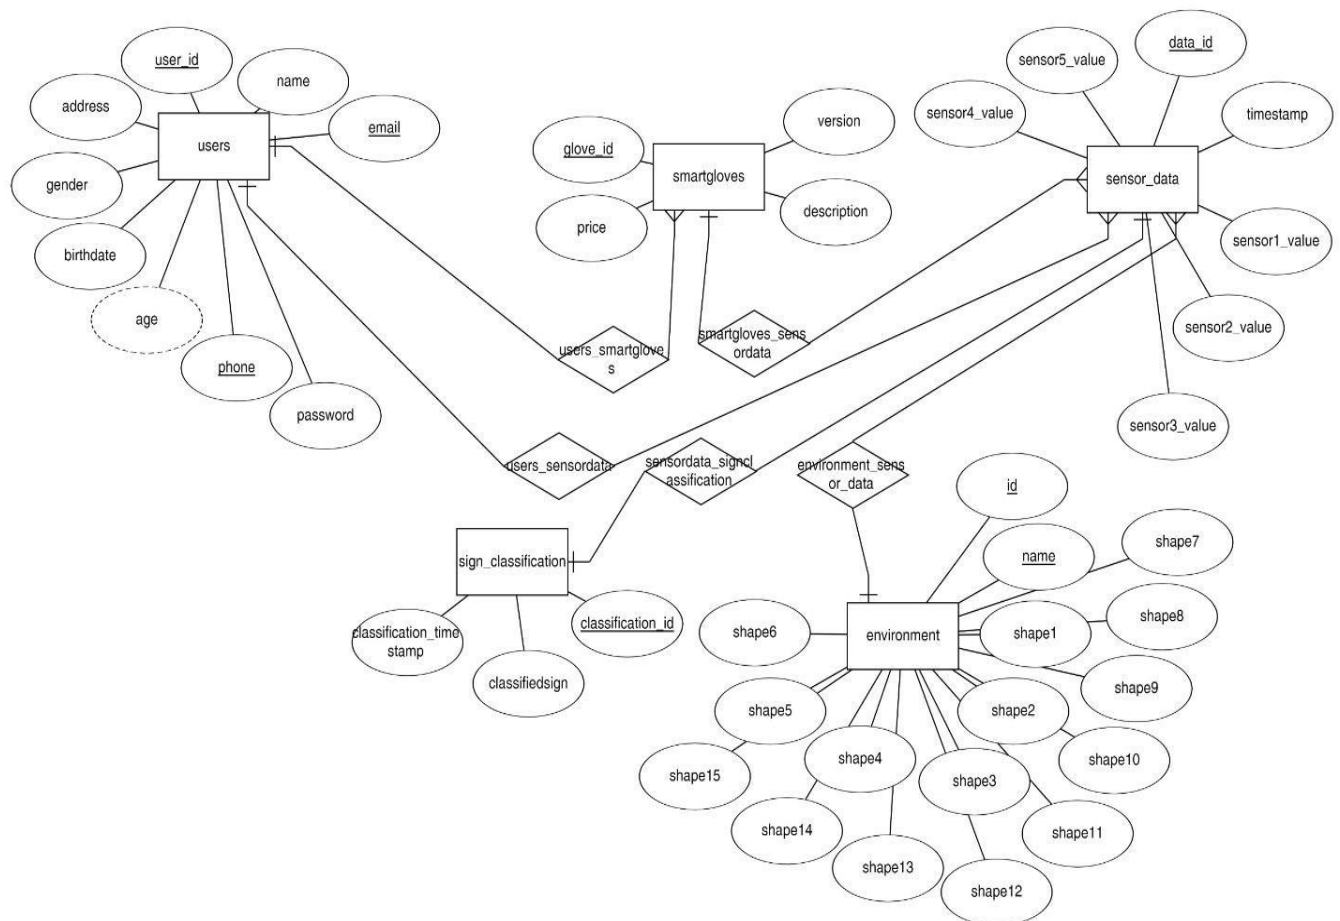 user_id
name
address
email
users
gender
birthdate
age
phone
password
glove_id
version
smartgloves
price
description
data_id
sensor5_value
sensor4_value
timestamp
sensor_data
sensor1_value
sensor2_value
sensor3_value
users_smartglove
s
smartgloves_sens
ordata
users_sensordata
sensordata_signcl
assification
environment_sens
or_data
sign_classification
classification_time
stamp
classifiedsign
classification_id
id
name
shape7
shape8
shape6
environment
shape1
shape9
shape5
shape2
shape4
shape3
shape10
shape15
shape14
shape11
shape13
shape12